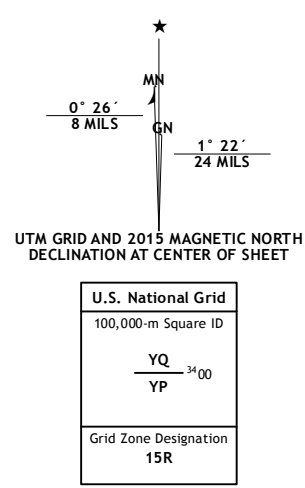 ★
MN
0° 26´
8 MILS
GN
1° 22´
24 MILS
UTM GRID AND 2015 MAGNETIC NORTH
DECLINATION AT CENTER OF SHEET
U.S. National Grid
100,000-m Square ID
YQ
3400
YP
Grid Zone Designation
15R